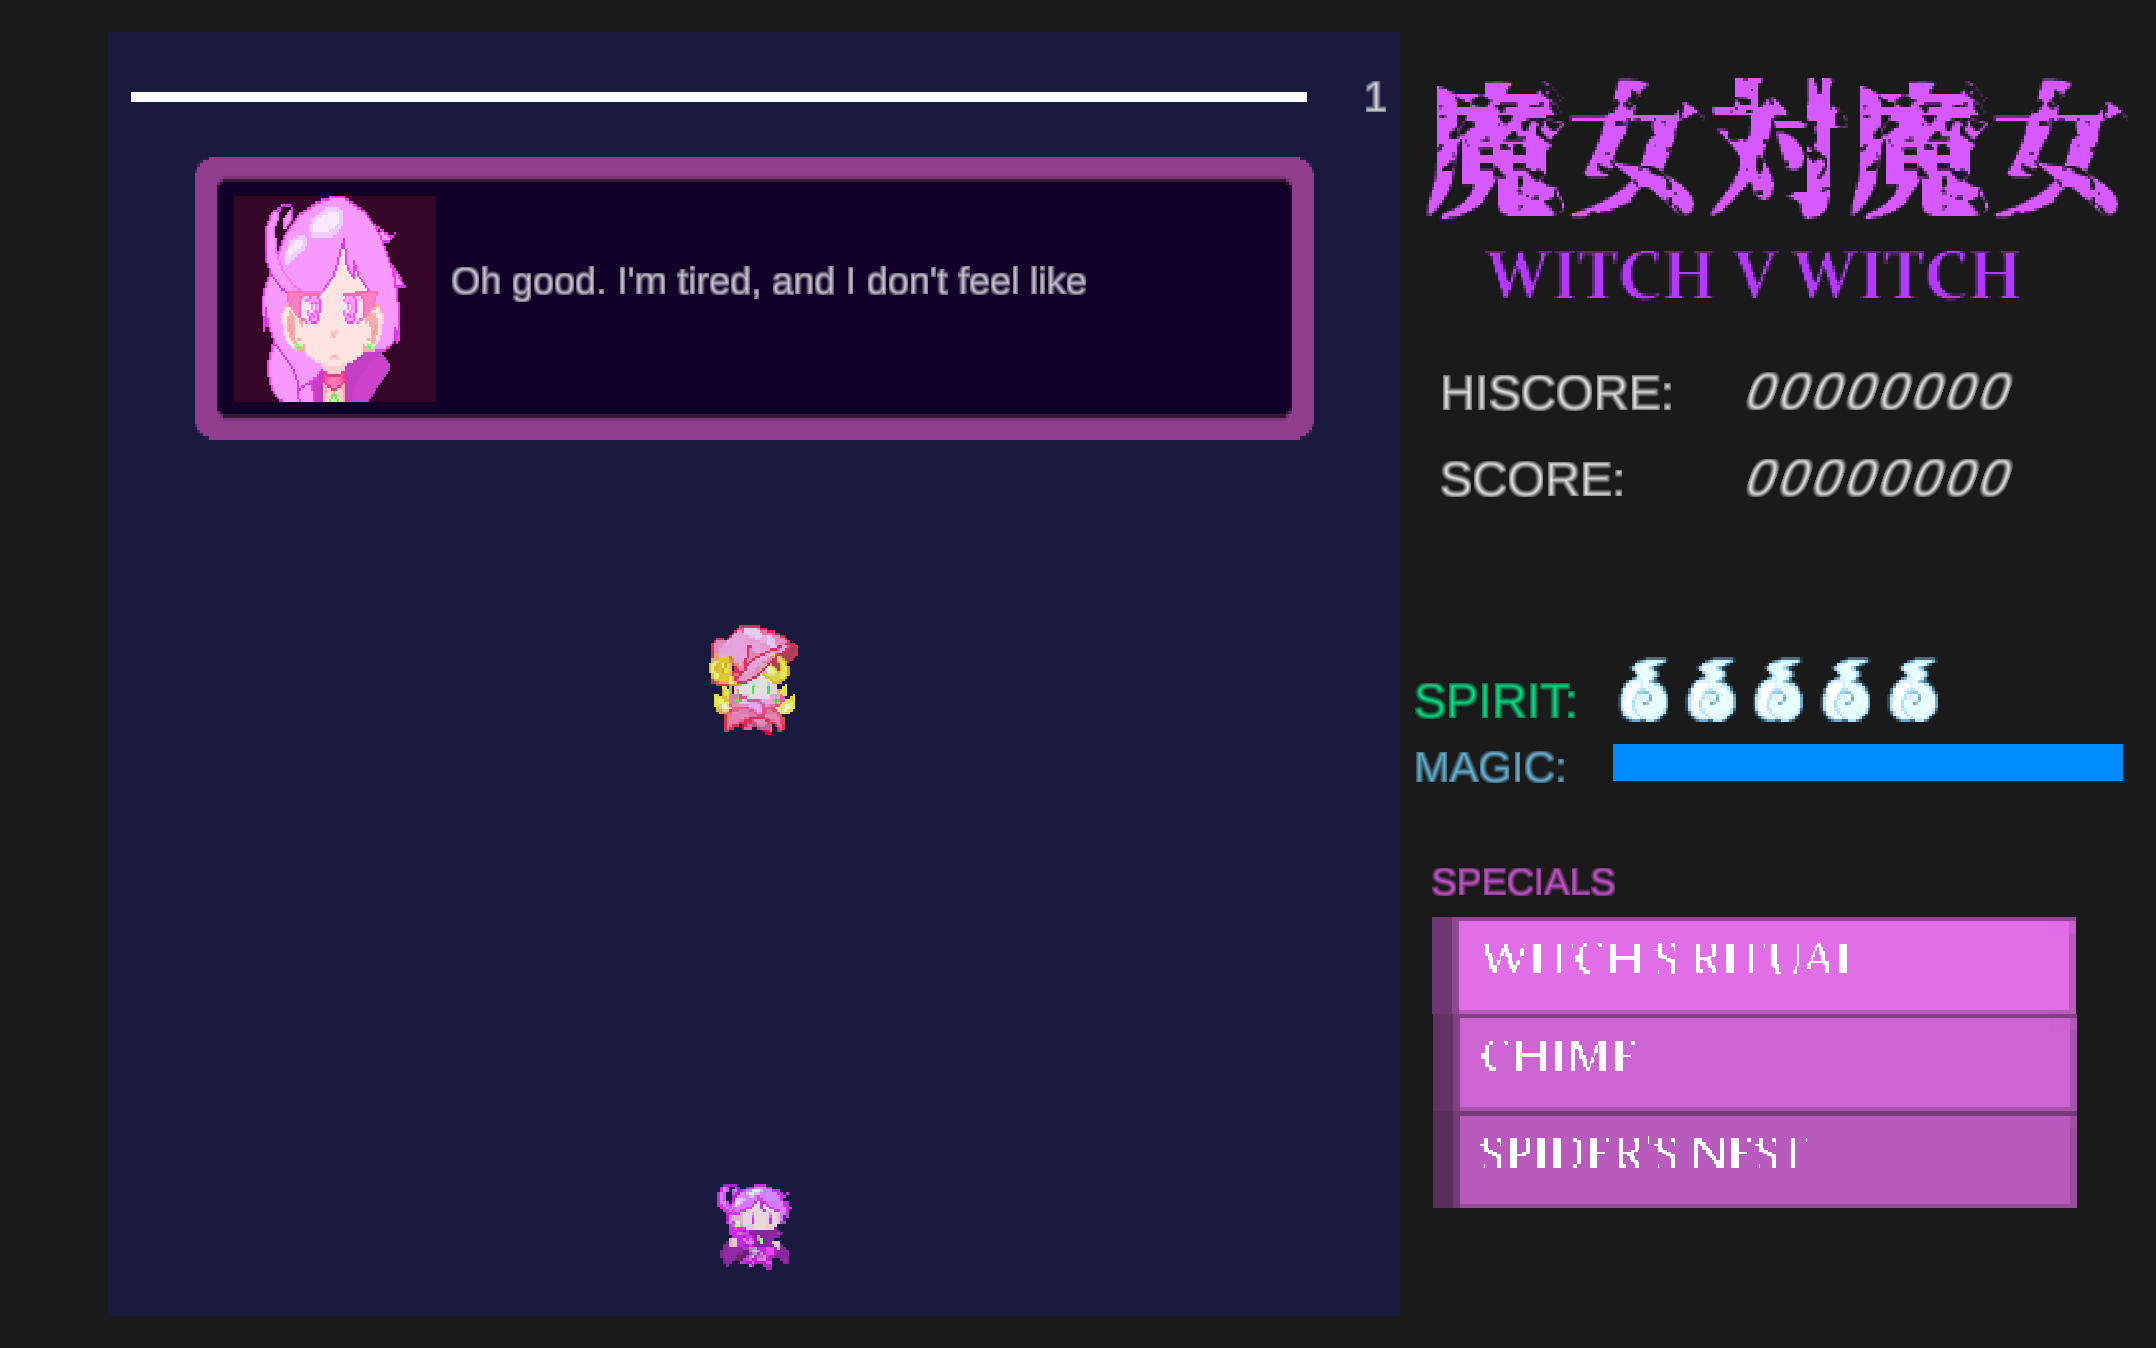 1
Oh good. I'm tired, and I don't feel like
魔女対魔女
WITCH V WITCH
HISCORE: 00000000
SCORE: 00000000
SPIRIT:
MAGIC:
SPECIALS
WITCH'S RITUAL
CHIME
SPIDER'S NEST